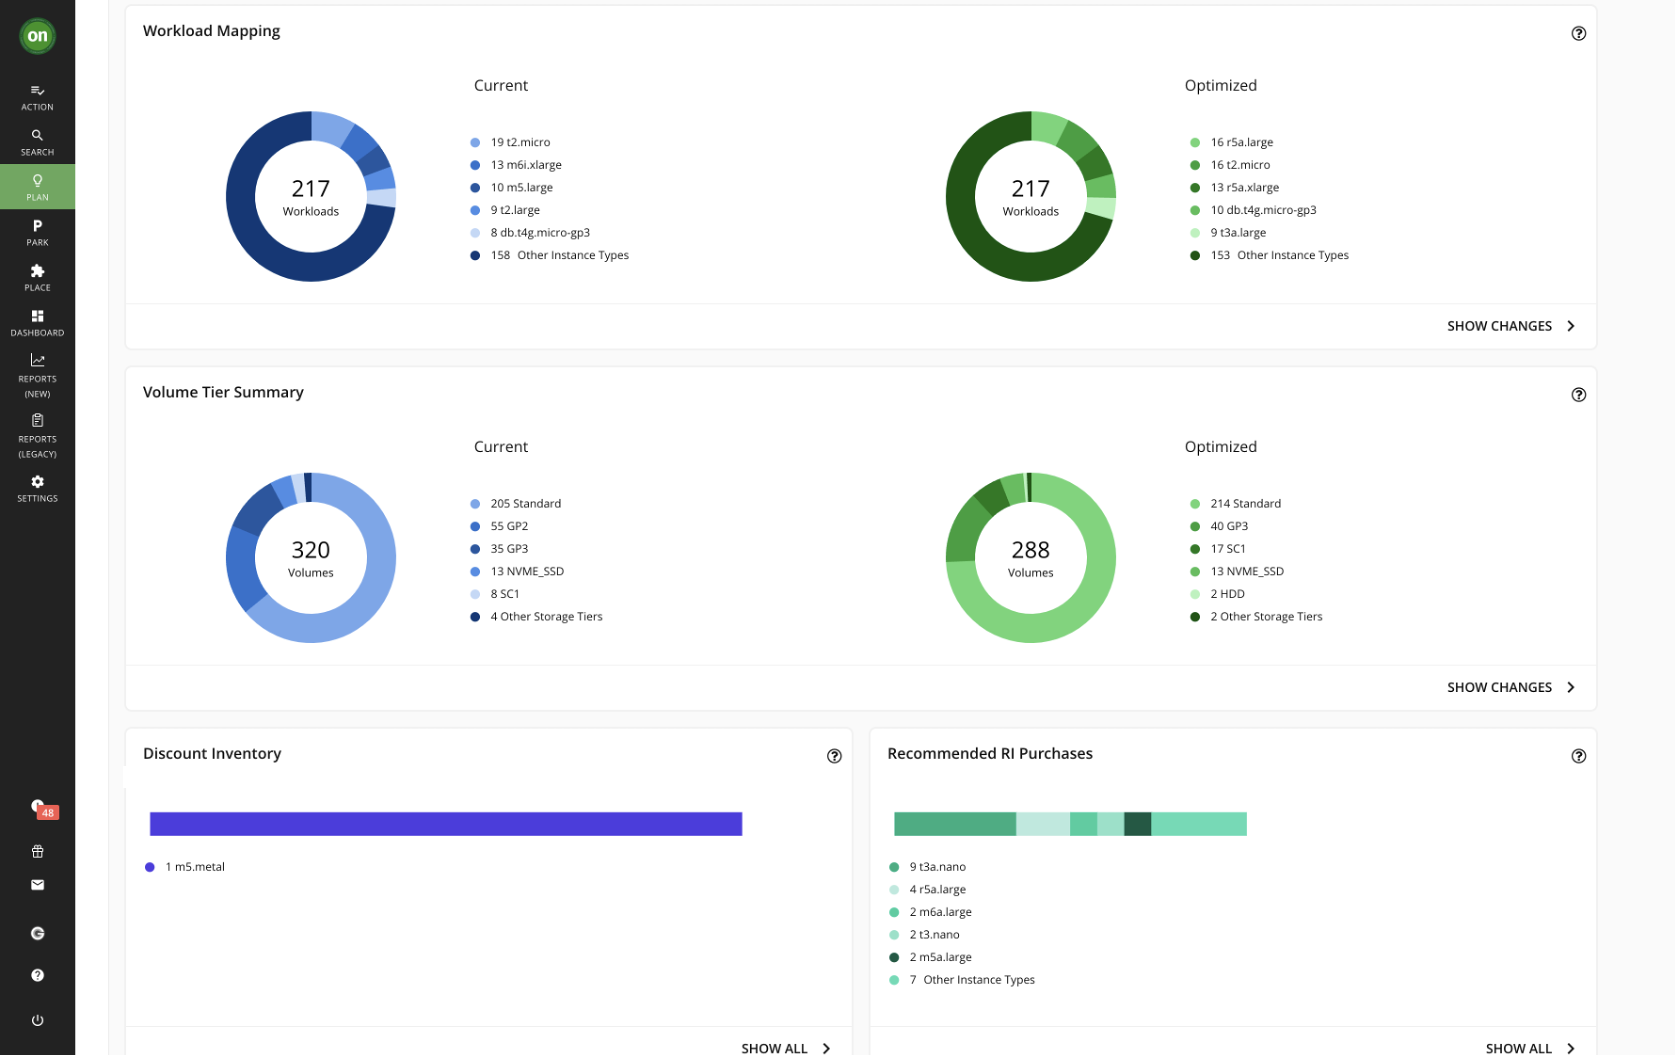 on
ACTION
SEARCH
PLAN
P
PARK
PLACE
DASHBOARD
REPORTS
(NEW)
REPORTS
(LEGACY)
SETTINGS
48
Workload Mapping
Current
217
Workloads
19 t2.micro
13 m6i.xlarge
10 m5.large
9 t2.large
8 db.t4g.micro-gp3
158 Other Instance Types
Optimized
217
Workloads
16 r5a.large
16 t2.micro
13 r5a.xlarge
10 db.t4g.micro-gp3
9 t3a.large
153 Other Instance Types
SHOW CHANGES
Volume Tier Summary
Current
320
Volumes
205 Standard
55 GP2
35 GP3
13 NVME_SSD
8 SC1
4 Other Storage Tiers
Optimized
288
Volumes
214 Standard
40 GP3
17 SC1
13 NVME_SSD
2 HDD
2 Other Storage Tiers
SHOW CHANGES
Discount Inventory
1 m5.metal
SHOW ALL
Recommended RI Purchases
9 t3a.nano
4 r5a.large
2 m6a.large
2 t3.nano
2 m5a.large
7 Other Instance Types
SHOW ALL